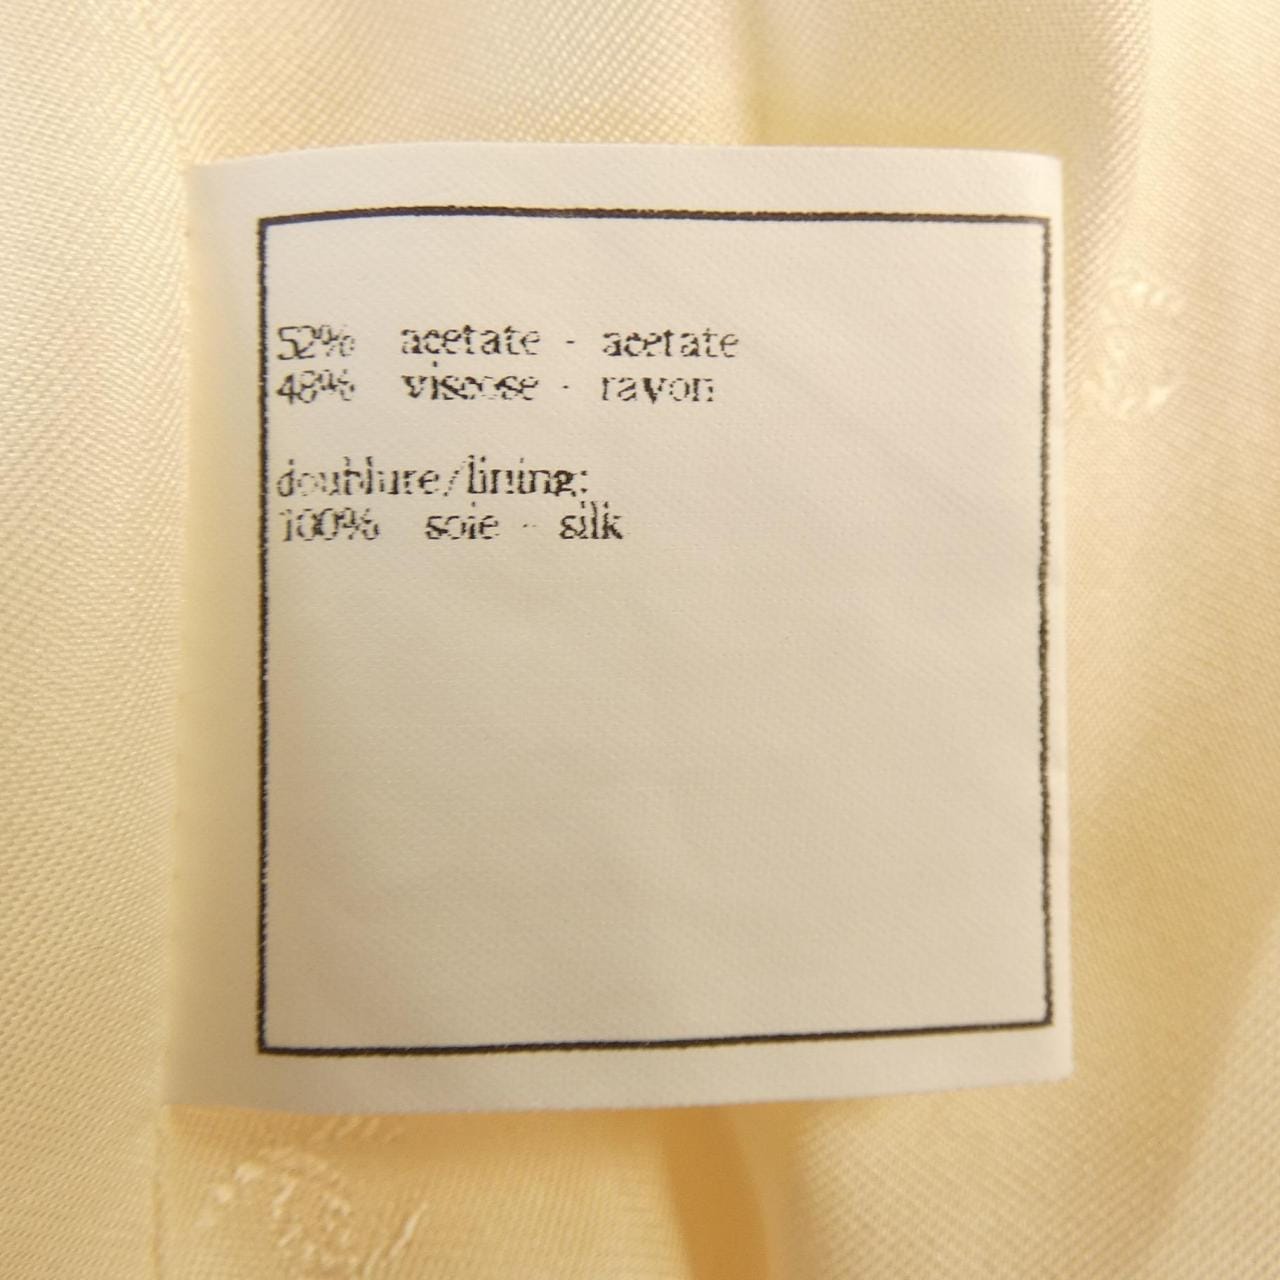 52% acetate - acetate
48% viscose - rayon
doublure/lining:
100% soie - silk